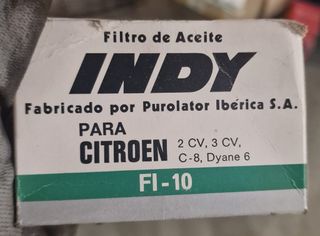 Filtro de Aceite
INDY
Fabricado por Purolator Ibérica S.A.
PARA
CITROEN 2 CV, 3 CV,
C-8, Dyane 6
FI-10